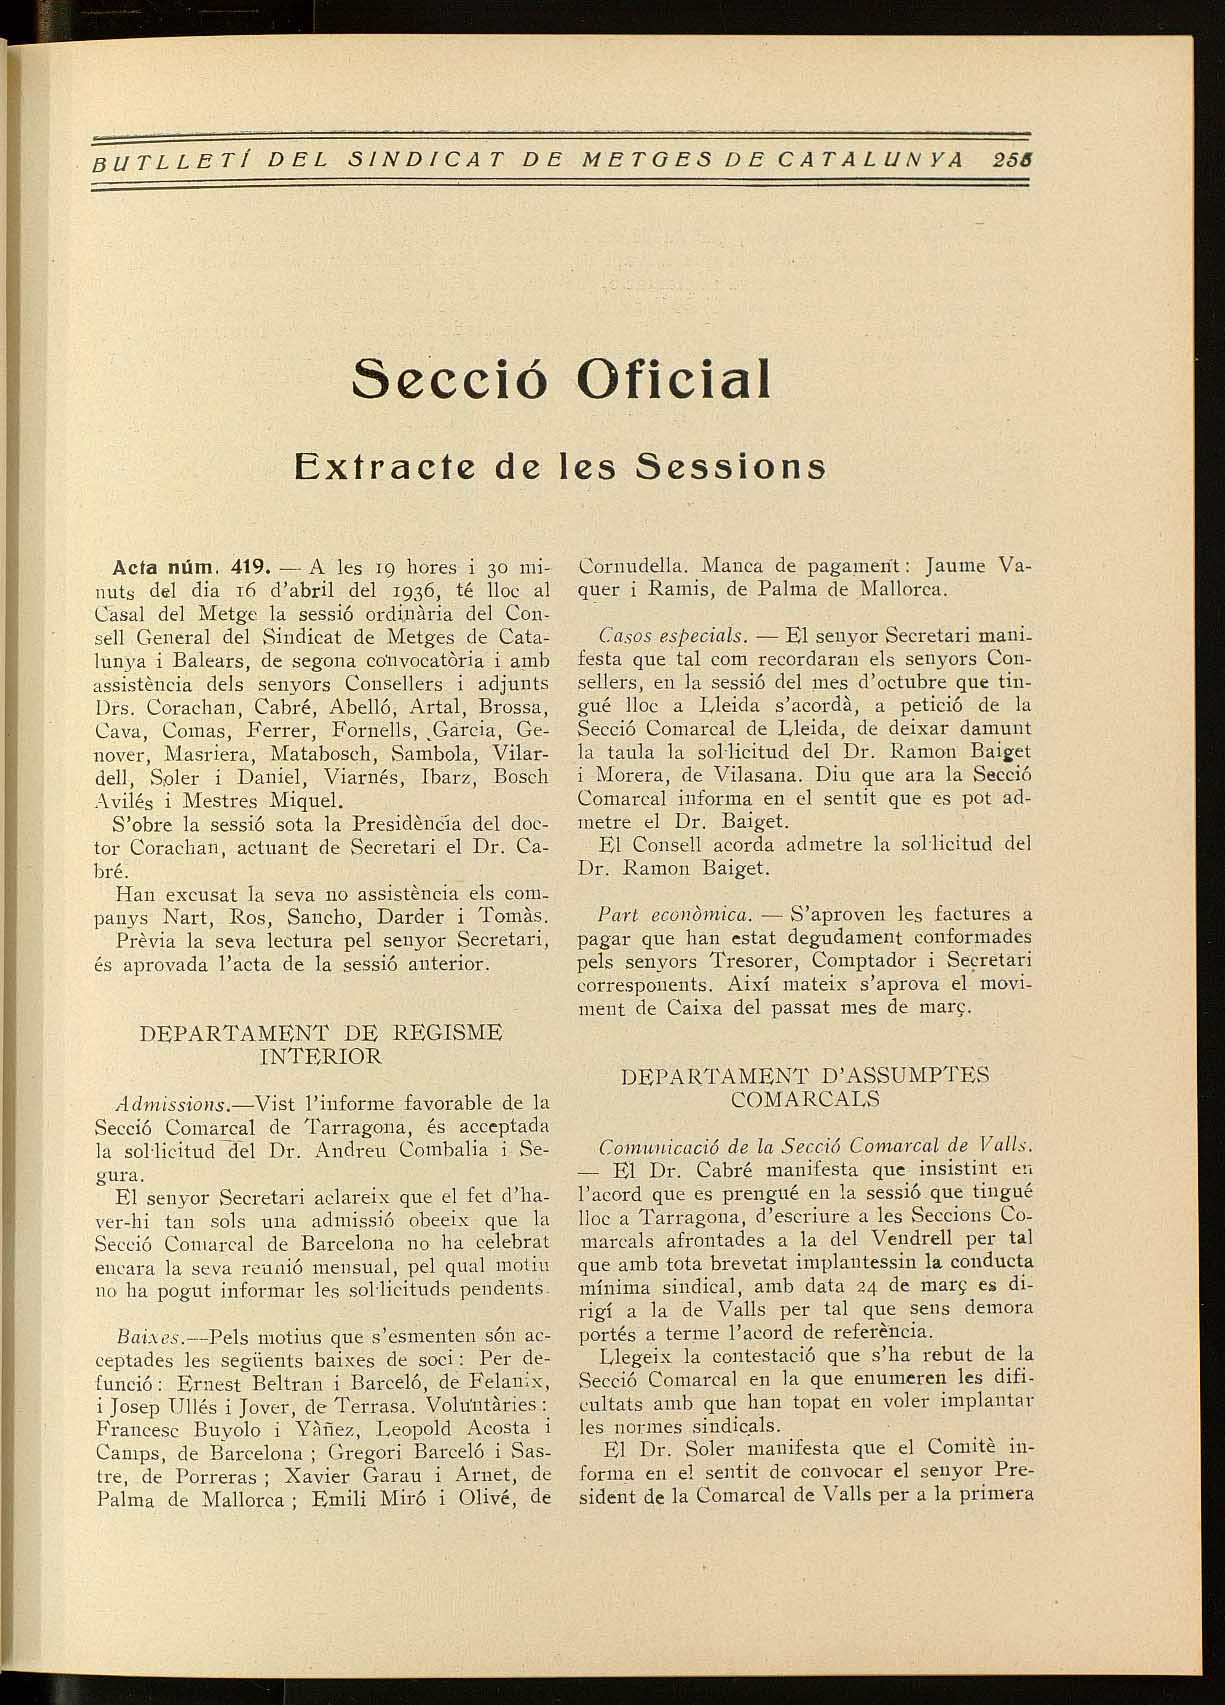 BUTLLETÍ DEL SINDICAT DE METGES DE CATALUNYA 255
Secció Oficial
Extracte de les Sessions
Acta núm. 419. — A les 19 hores i 30 mi-
nuts del dia 16 d'abril del 1936, té lloc al
Casal del Metge la sessió ordinària del Con-
sell General del Sindicat de Metges de Cata-
lunya i Balears, de segona convocatòria i amb
assistència dels senyors Consellers i adjunts
Drs. Corachan, Cabré, Abelló, Artal, Brossa,
Cava, Comas, Ferrer, Fornells, Garcia, Ge-
nover, Masriera, Matabosch, Sambola, Vilar-
dell, Soler i Daniel, Viarnés, Ibarz, Bosch
Avilés i Mestres Miquel.
S'obre la sessió sota la Presidència del doc-
tor Corachan, actuant de Secretari el Dr. Ca-
bré.
Han excusat la seva no assistència els com-
panys Nart, Ros, Sancho, Darder i Tomàs.
Prèvia la seva lectura pel senyor Secretari,
és aprovada l'acta de la sessió anterior.
DEPARTAMENT DE REGISME
INTERIOR
Admissions.—Vist l'informe favorable de la
Secció Comarcal de Tarragona, és acceptada
la sol·licitud del Dr. Andreu Combalia i Se-
gura.
El senyor Secretari aclareix que el fet d'ha-
ver-hi tan sols una admissió obeeix que la
Secció Comarcal de Barcelona no ha celebrat
encara la seva reunió mensual, pel qual motiu
no ha pogut informar les sol·licituds pendents.
Baixes.—Pels motius que s'esmenten són ac-
ceptades les següents baixes de soci: Per de-
funció: Ernest Beltran i Barceló, de Felanix,
i Josep Ullés i Jover, de Terrasa. Voluntàries:
Francesc Buyolo i Yàñez, Leopold Acosta i
Camps, de Barcelona ; Gregori Barceló i Sas-
tre, de Porreras ; Xavier Garau i Arnet, de
Palma de Mallorca ; Emili Miró i Olivé, de
Cornudella. Manca de pagament: Jaume Va-
quer i Ramis, de Palma de Mallorca.
Casos especials. — El senyor Secretari mani-
festa que tal com recordaran els senyors Con-
sellers, en la sessió del mes d'octubre que tin-
gué lloc a Lleida s'acordà, a petició de la
Secció Comarcal de Lleida, de deixar damunt
la taula la sol·licitud del Dr. Ramon Baiget
i Morera, de Vilasana. Diu que ara la Secció
Comarcal informa en el sentit que es pot ad-
metre el Dr. Baiget.
El Consell acorda admetre la sol·licitud del
Dr. Ramon Baiget.
Part econòmica. — S'aproven les factures a
pagar que han estat degudament conformades
pels senyors Tresorer, Comptador i Secretari
corresponents. Així mateix s'aprova el movi-
ment de Caixa del passat mes de març.
DEPARTAMENT D'ASSUMPTES
COMARCALS
Comunicació de la Secció Comarcal de Valls.
— El Dr. Cabré manifesta que insistint en
l'acord que es prengué en la sessió que tingué
lloc a Tarragona, d'escriure a les Seccions Co-
marcals afrontades a la del Vendrell per tal
que amb tota brevetat implantessin la conducta
mínima sindical, amb data 24 de març es di-
rigí a la de Valls per tal que sens demora
portés a terme l'acord de referència.
Llegeix la contestació que s'ha rebut de la
Secció Comarcal en la que enumeren les difi-
cultats amb que han topat en voler implantar
les normes sindicals.
El Dr. Soler manifesta que el Comitè in-
forma en el sentit de convocar el senyor Pre-
sident de la Comarcal de Valls per a la primera